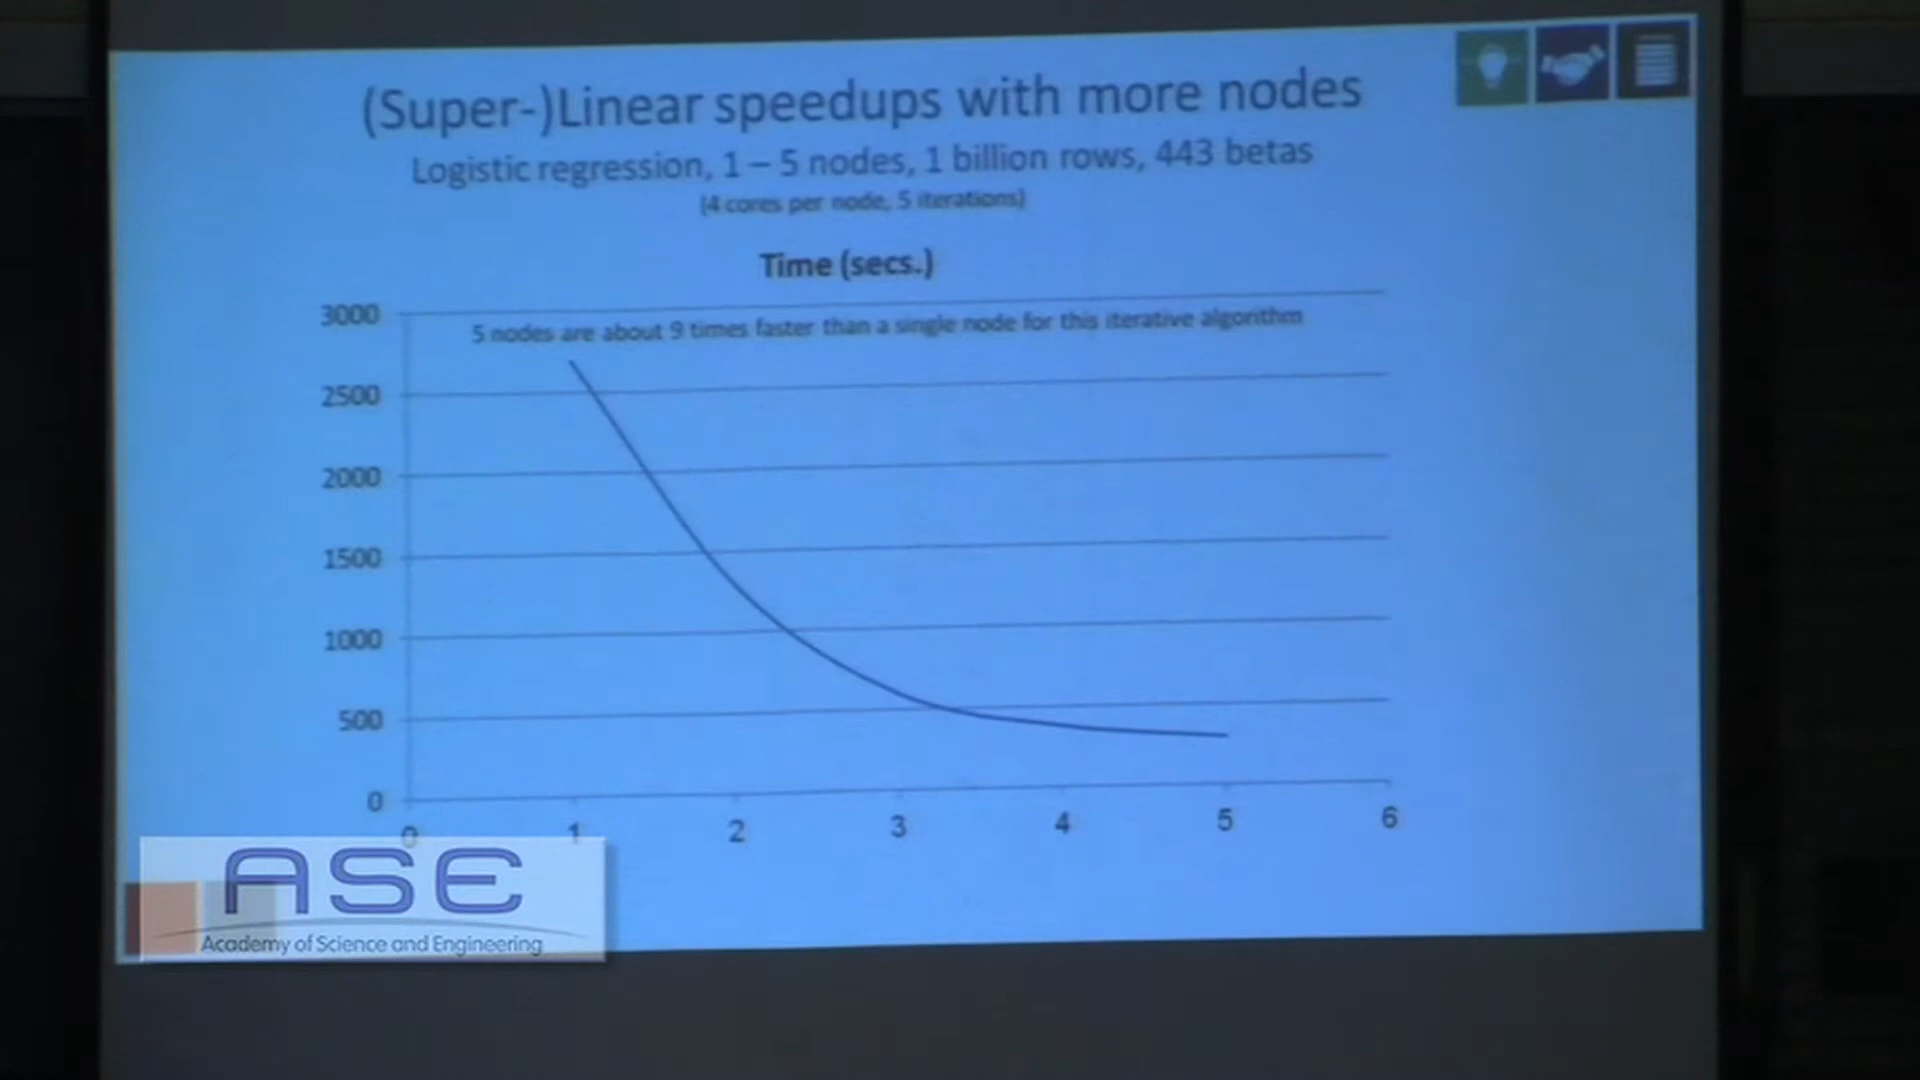 (Super-)Linear speedups with more nodes
Logistic regression, 1 – 5 nodes, 1 billion rows, 443 betas
(4 cores per node, 5 iterations)
Time (secs.)
3000
5 nodes are about 9 times faster than a single node for this iterative algorithm
2500
2000
1500
1000
500
0
0 1 2 3 4 5 6
ASE
Academy of Science and Engineering